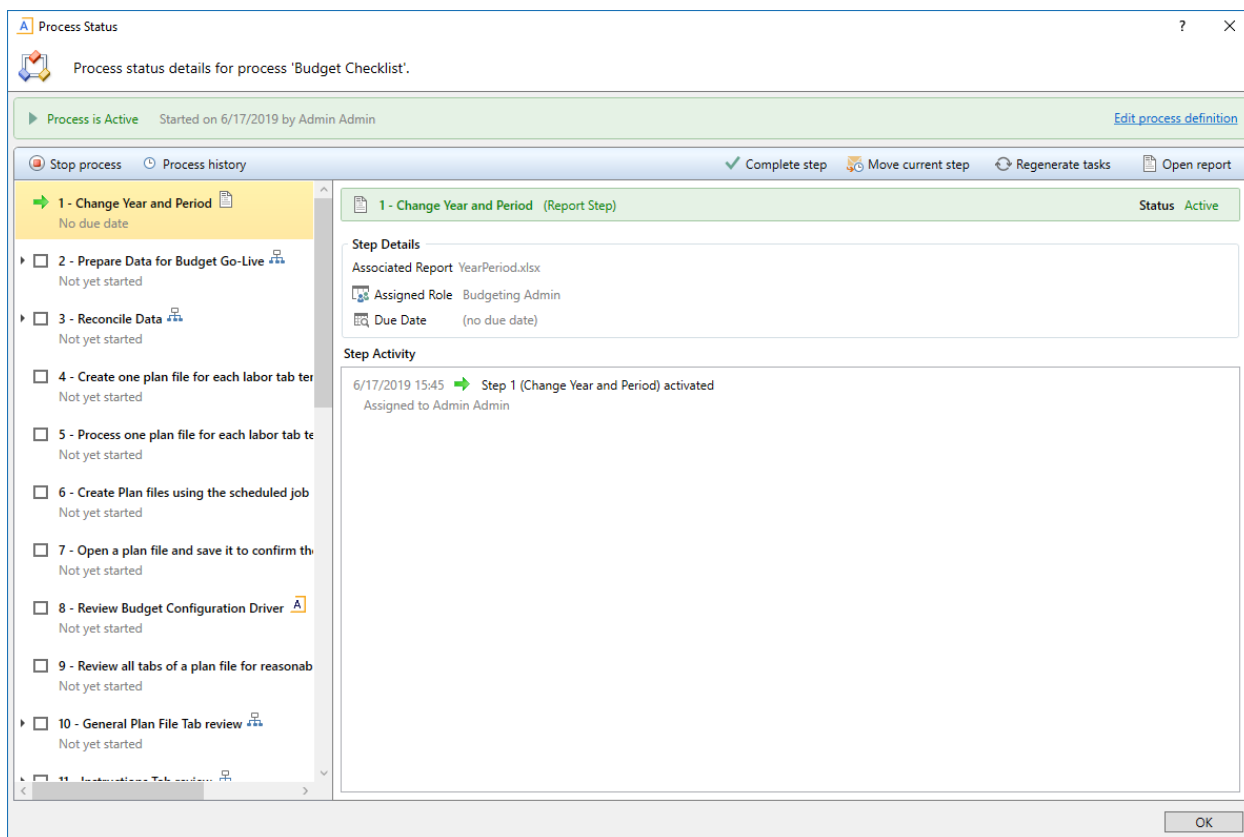 A Process Status ?
Process status details for process 'Budget Checklist'.
Process is Active Started on 6/17/2019 by Admin Admin Edit process definition
Stop process Process history Complete step Move current step Regenerate tasks Open report
1 - Change Year and Period
No due date
2 - Prepare Data for Budget Go-Live
Not yet started
3 - Reconcile Data
Not yet started
4 - Create one plan file for each labor tab ter
Not yet started
5 - Process one plan file for each labor tab te
Not yet started
6 - Create Plan files using the scheduled job
Not yet started
7 - Open a plan file and save it to confirm th
Not yet started
8 - Review Budget Configuration Driver A
Not yet started
9 - Review all tabs of a plan file for reasonab
Not yet started
10 - General Plan File Tab review
Not yet started
11 - Instructions Tab review
1 - Change Year and Period (Report Step) Status Active
Step Details
Associated Report YearPeriod.xlsx
Assigned Role Budgeting Admin
Due Date (no due date)
Step Activity
6/17/2019 15:45 Step 1 (Change Year and Period) activated
Assigned to Admin Admin
OK